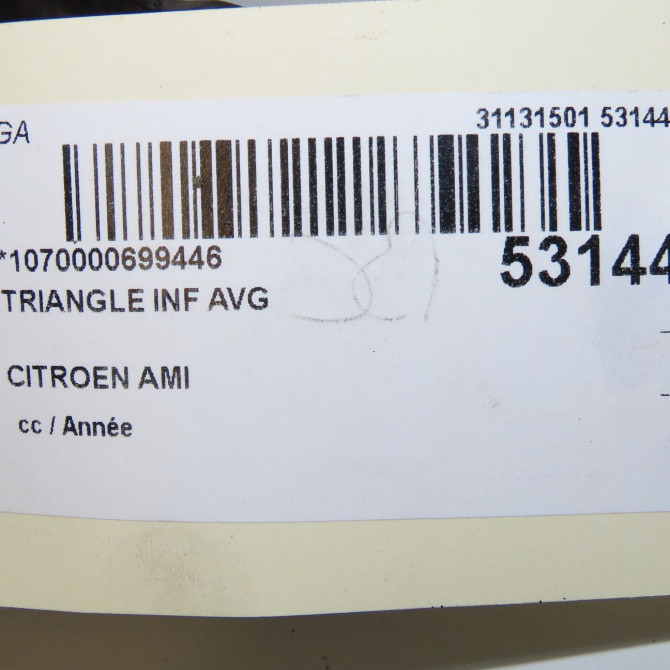 GA
31131501 53144
*1070000699446
53144
TRIANGLE INF AVG
CITROEN AMI
cc / Année